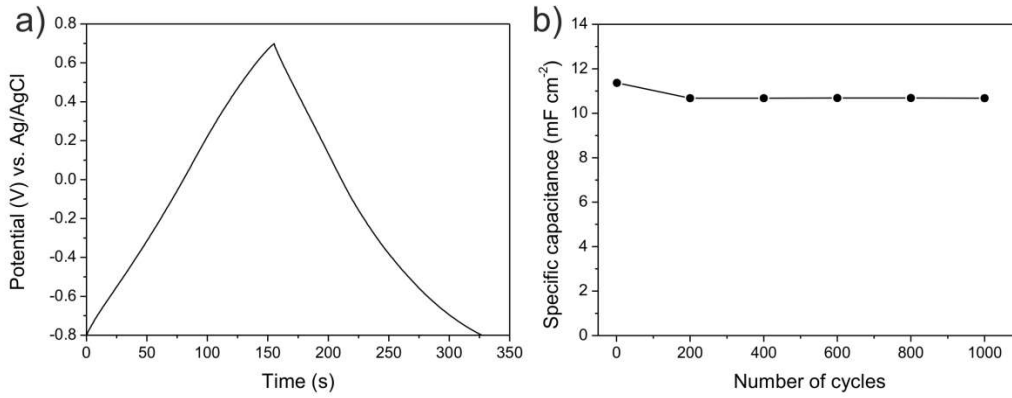 a)
Potential (V) vs. Ag/AgCl
0.8
0.6
0.4
0.2
0.0
-0.2
-0.4
-0.6
-0.8
0 50 100 150 200 250 300 350
Time (s)
b)
Specific capacitance (mF cm⁻²)
14
12
10
8
6
4
2
0
0 200 400 600 800 1000
Number of cycles